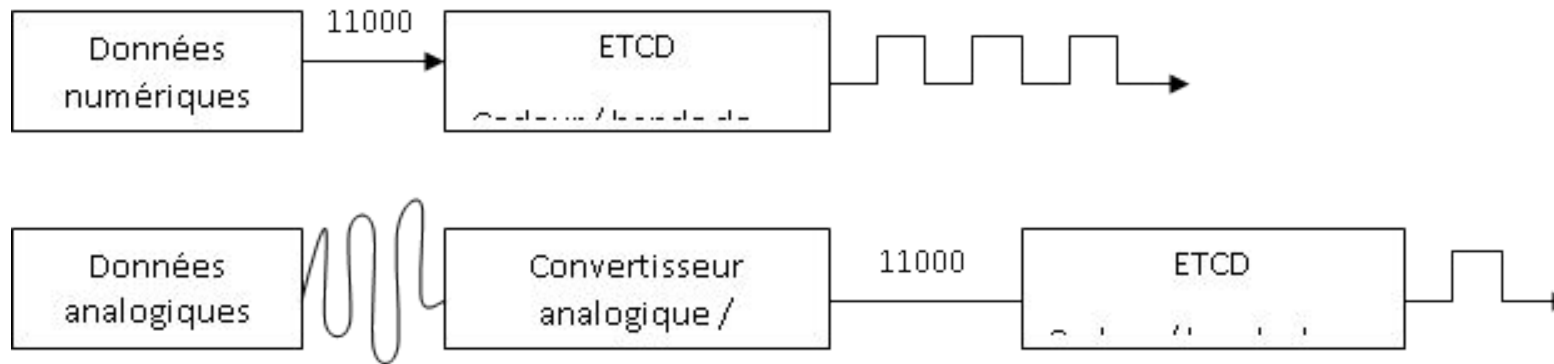 Données
numériques
11000
ETCD
Données
analogiques
Convertisseur
analogique /
11000
ETCD